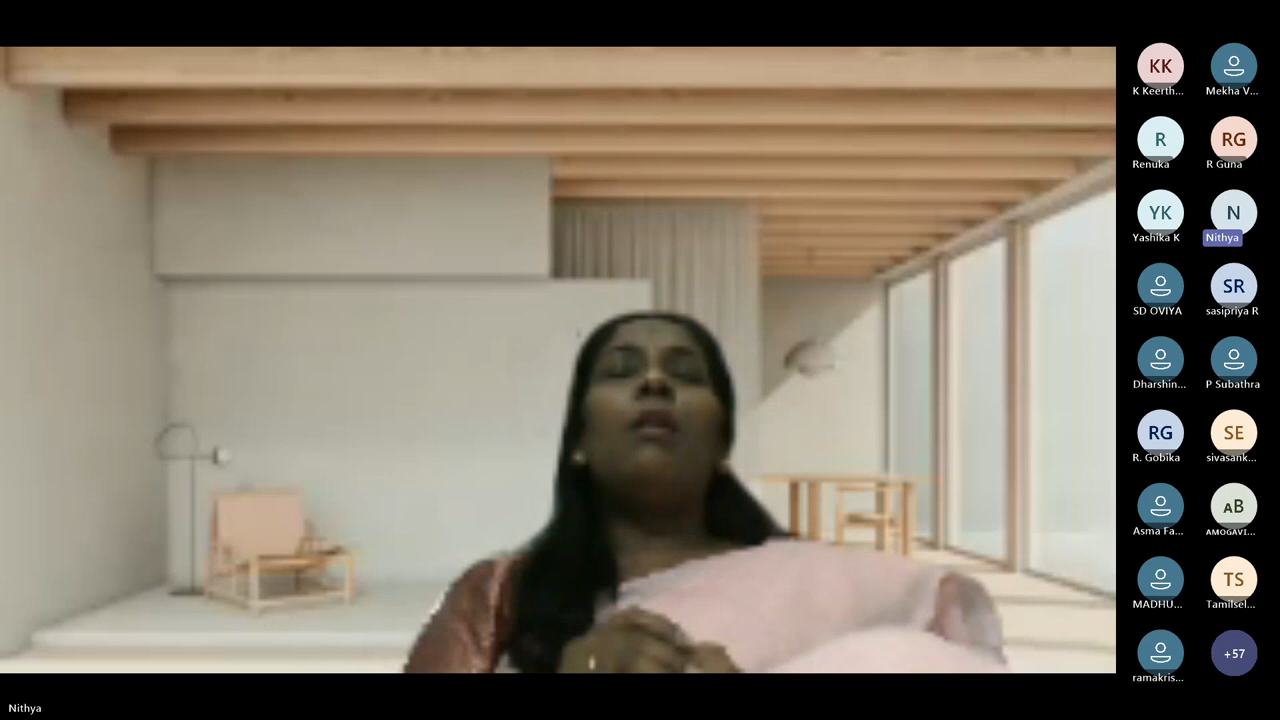 KK
K Keerth...
Mekha V...
R
Renuka
RG
R Guna
YK
Yashika K
N
Nithya
SD OVIYA
SR
sasipriya R
Dharshin...
P Subathra
RG
R. Gobika
SE
sivasank...
Asma Fa...
AB
AMOGAVI...
MADHU...
TS
Tamilsel...
ramakris...
+57
Nithya